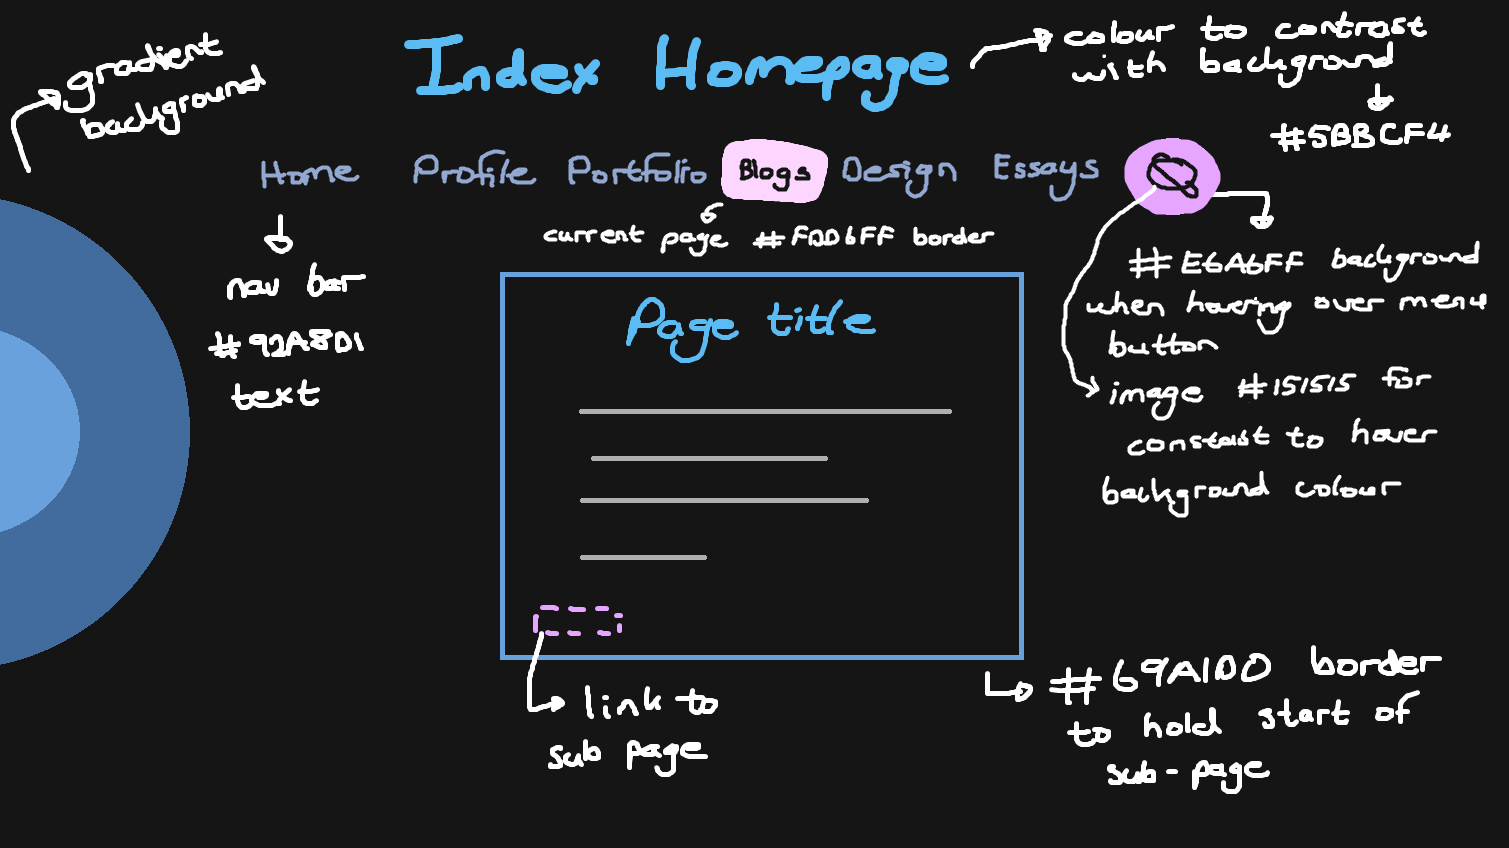 gradient
background
Index Homepage
colour to contrast
with background
#5BBCF4
Home Profile Portfolio Blogs Design Essays
current page #FDD6FF border
nav bar
#92A8D1
text
#E6A6FF background
when hovering over menu
button
image #151515 for
constast to hover
background colour
Page title
link to
sub page
#69A1DD border
to hold start of
sub-page